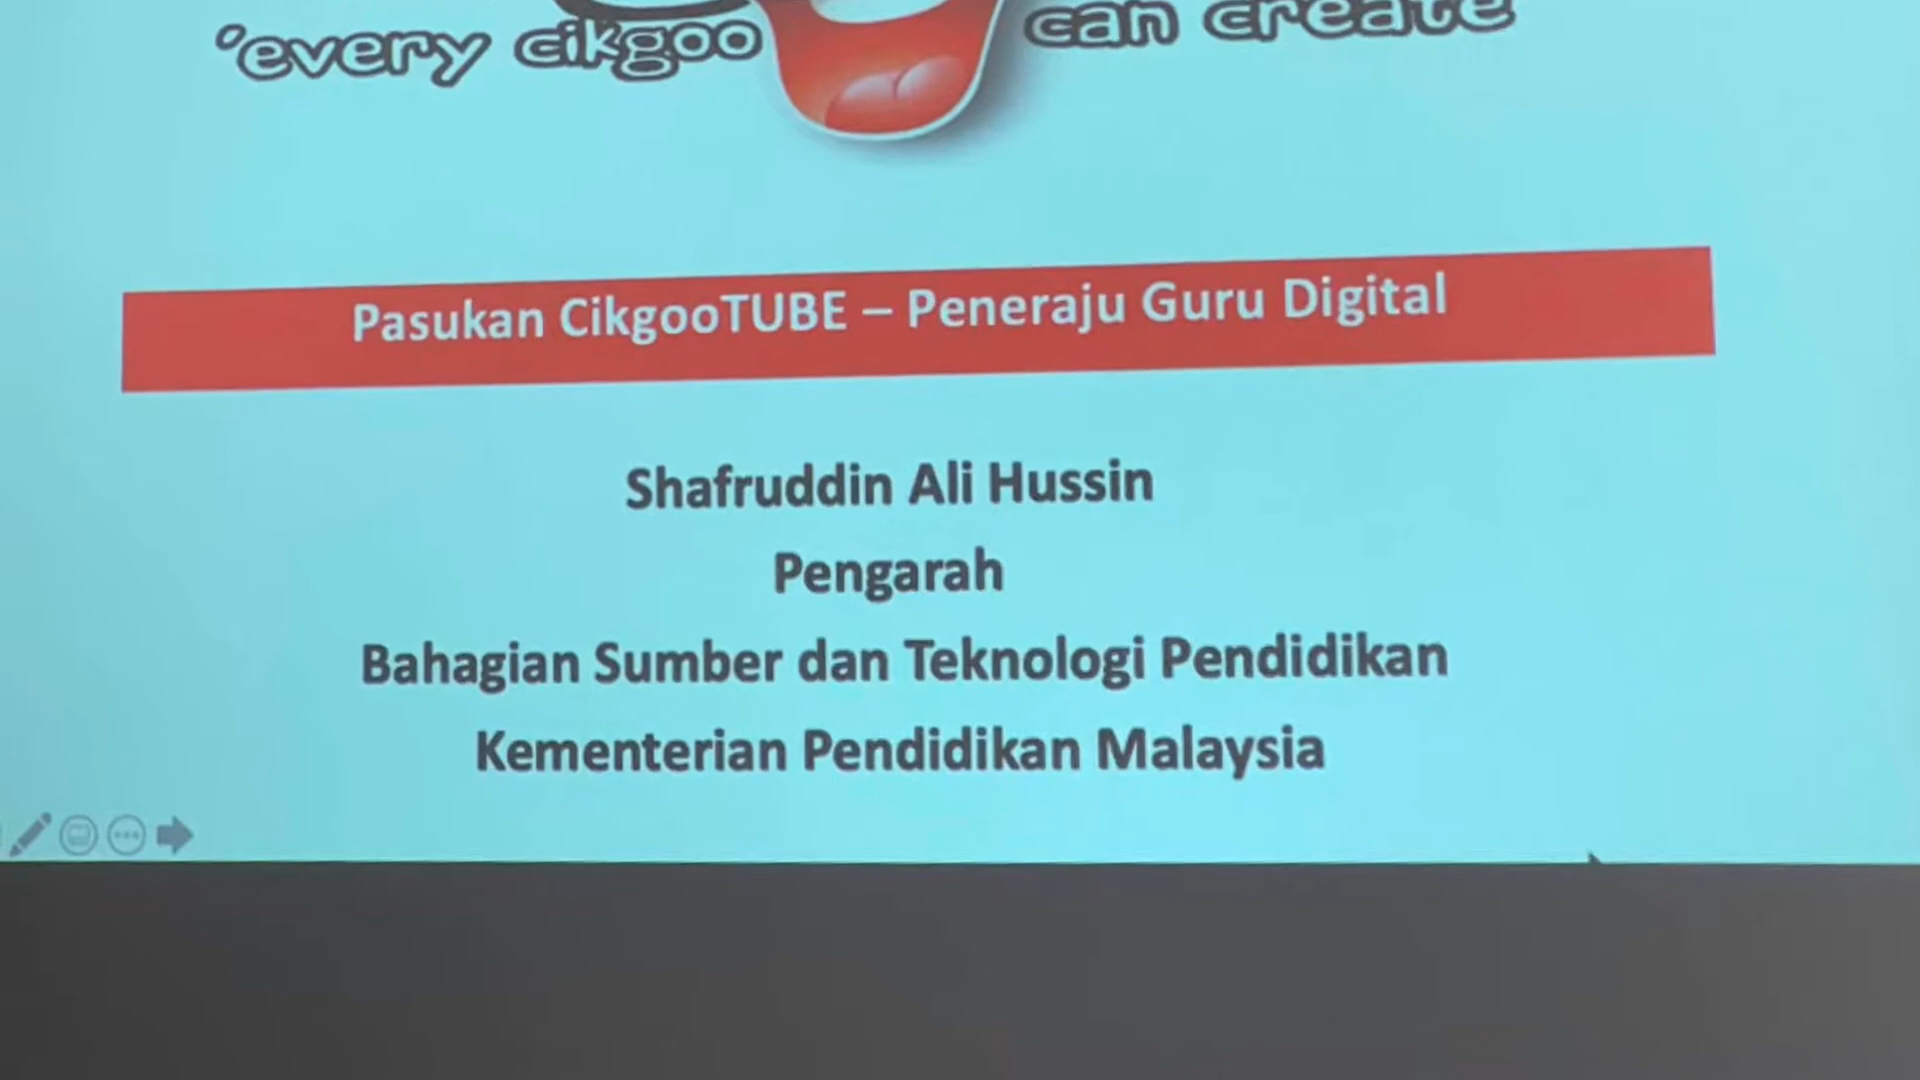 'every cikgoo can create
Pasukan CikgooTUBE – Peneraju Guru Digital
Shafruddin Ali Hussin
Pengarah
Bahagian Sumber dan Teknologi Pendidikan
Kementerian Pendidikan Malaysia